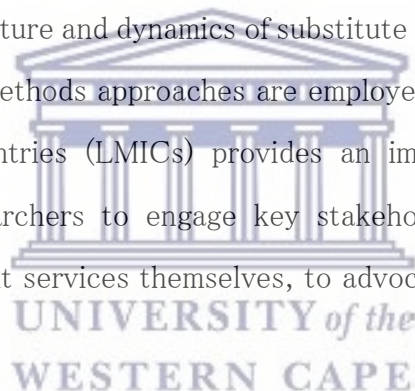 ture and dynamics of substitute
ethods approaches are employe
ntries (LMICs) provides an im
rchers to engage key stakeho
t services themselves, to advoc
UNIVERSITY of the
WESTERN CAPE